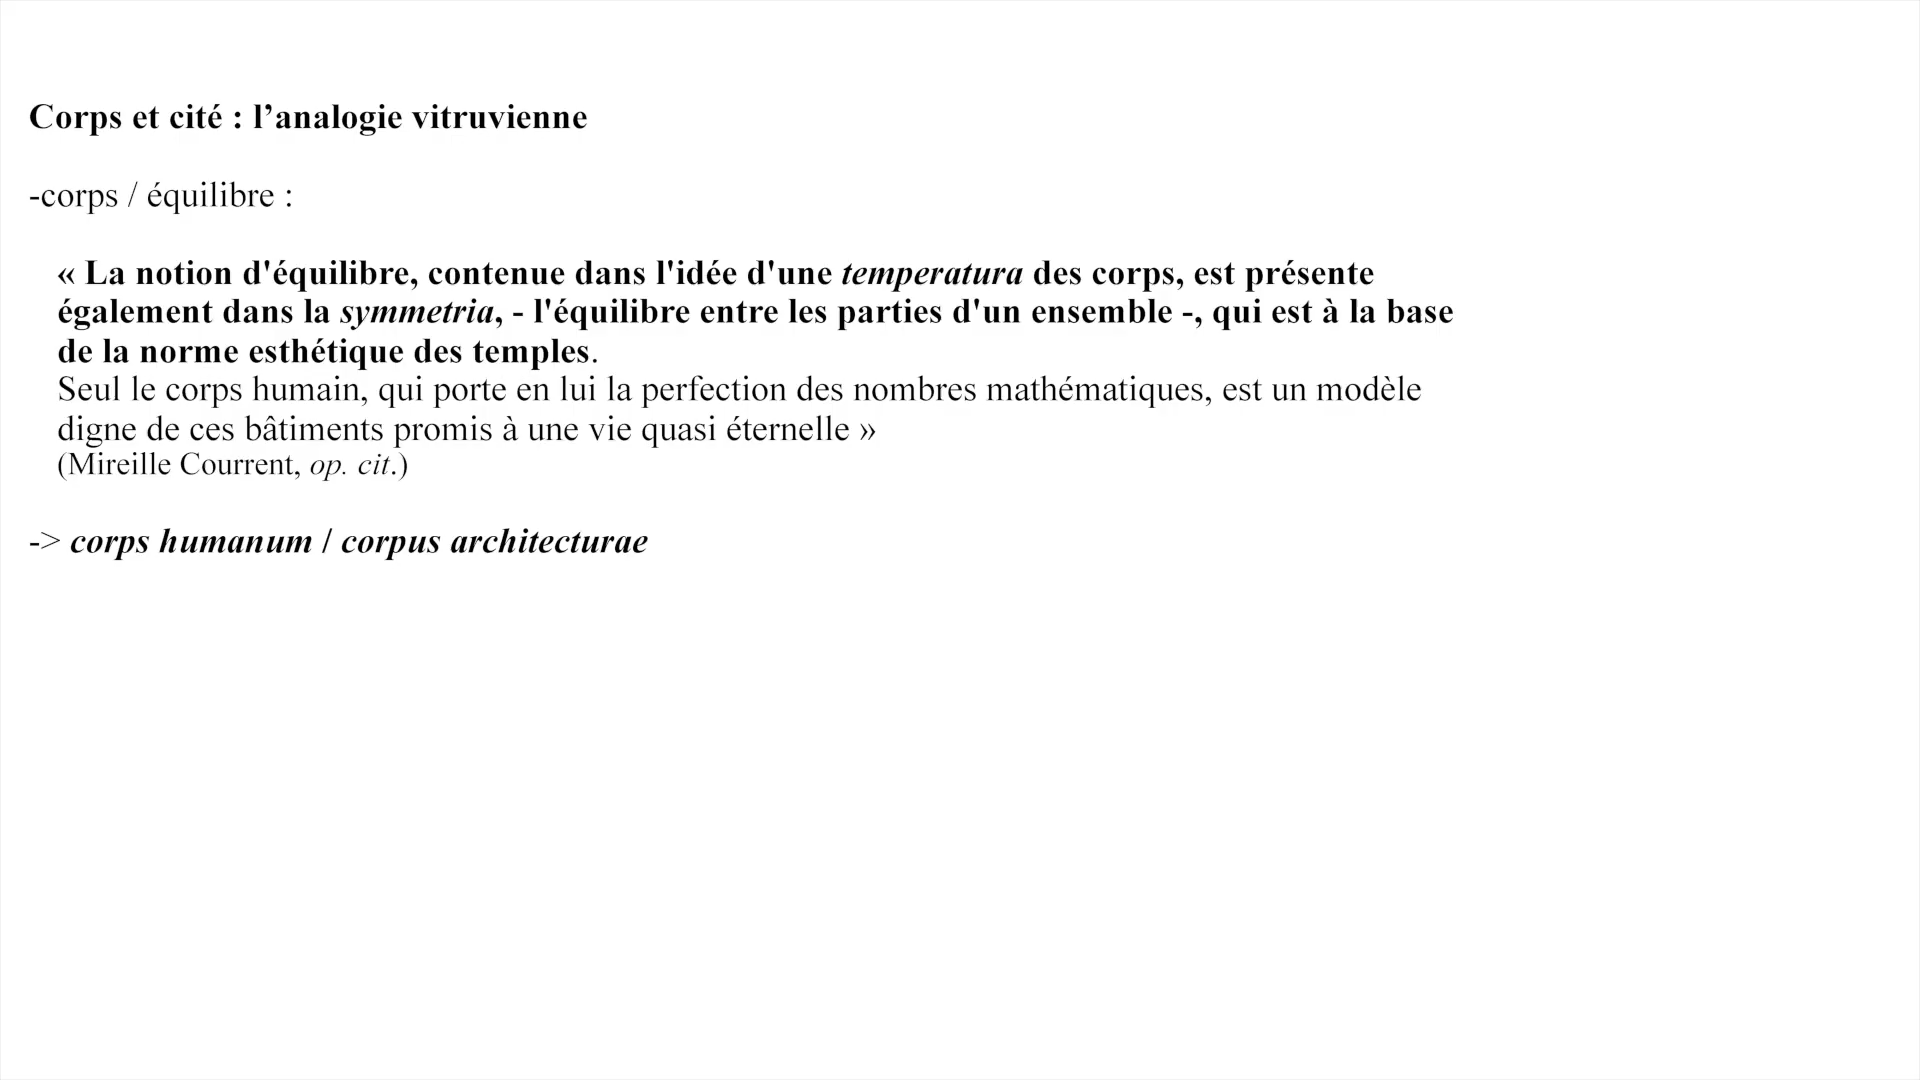 Corps et cité : l’analogie vitruvienne
-corps / équilibre :
« La notion d'équilibre, contenue dans l'idée d'une temperatura des corps, est présente
également dans la symmetria, - l'équilibre entre les parties d'un ensemble -, qui est à la base
de la norme esthétique des temples.
Seul le corps humain, qui porte en lui la perfection des nombres mathématiques, est un modèle
digne de ces bâtiments promis à une vie quasi éternelle »
(Mireille Courrent, op. cit.)
-> corps humanum / corpus architecturae